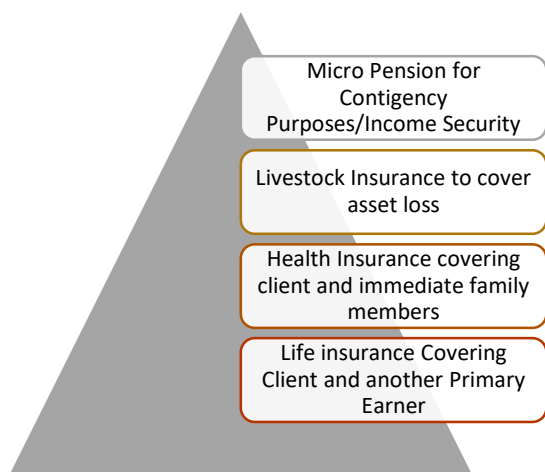 Micro Pension for
Contigency
Purposes/Income Security
Livestock Insurance to cover
asset loss
Health Insurance covering
client and immediate family
members
Life insurance Covering
Client and another Primary
Earner